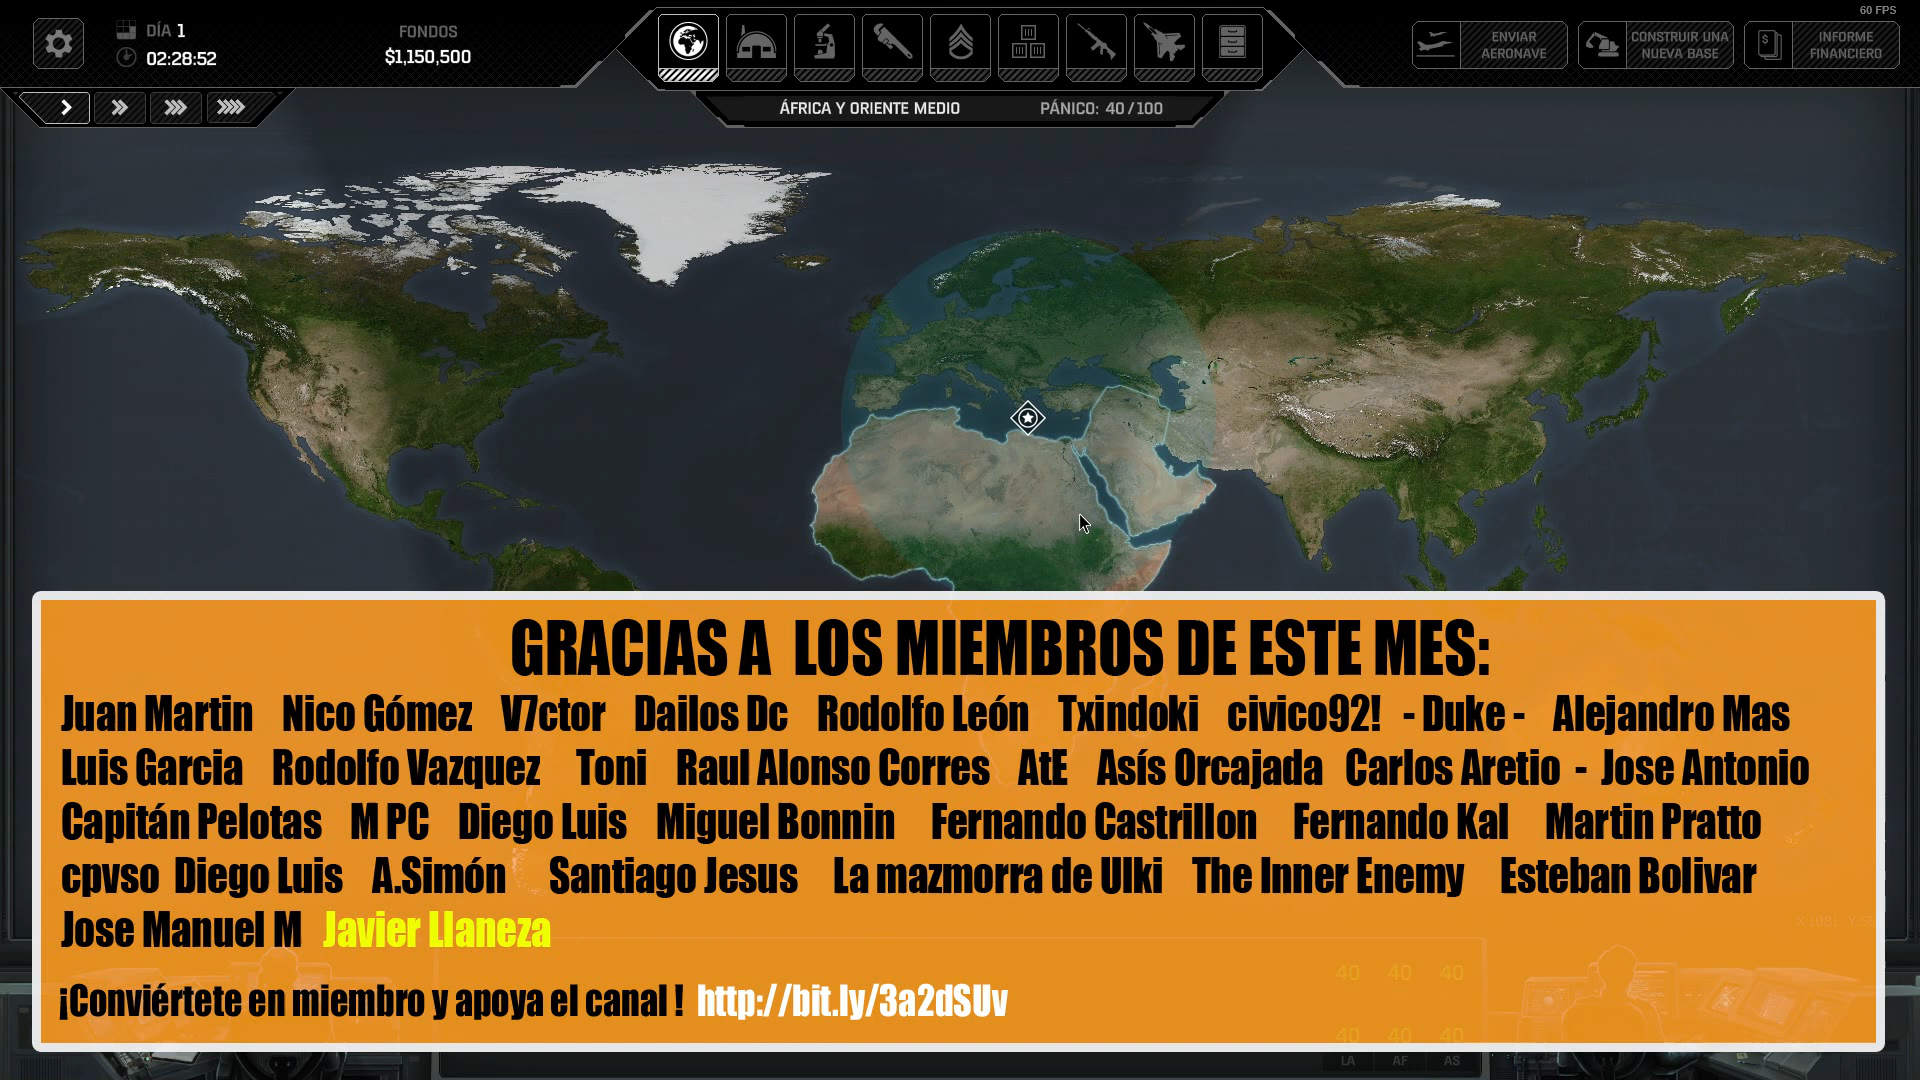 60 FPS
DÍA 1
02:28:52
FONDOS
$1,150,500
ENVIAR
AERONAVE
CONSTRUIR UNA
NUEVA BASE
INFORME
FINANCIERO
ÁFRICA Y ORIENTE MEDIO PÁNICO: 40/100
GRACIAS A LOS MIEMBROS DE ESTE MES:
Juan Martin Nico Gómez V7ctor Dailos Dc Rodolfo León Txindoki civico92! - Duke - Alejandro Mas
Luis Garcia Rodolfo Vazquez Toni Raul Alonso Corres AtE Asís Orcajada Carlos Aretio - Jose Antonio
Capitán Pelotas M PC Diego Luis Miguel Bonnin Fernando Castrillon Fernando Kal Martin Pratto
cpvso Diego Luis A.Simón Santiago Jesus La mazmorra de Ulki The Inner Enemy Esteban Bolivar
Jose Manuel M Javier Llaneza
40 40 40
¡Conviértete en miembro y apoya el canal ! http://bit.ly/3a2dSUv
40 40 40
LA AF AS